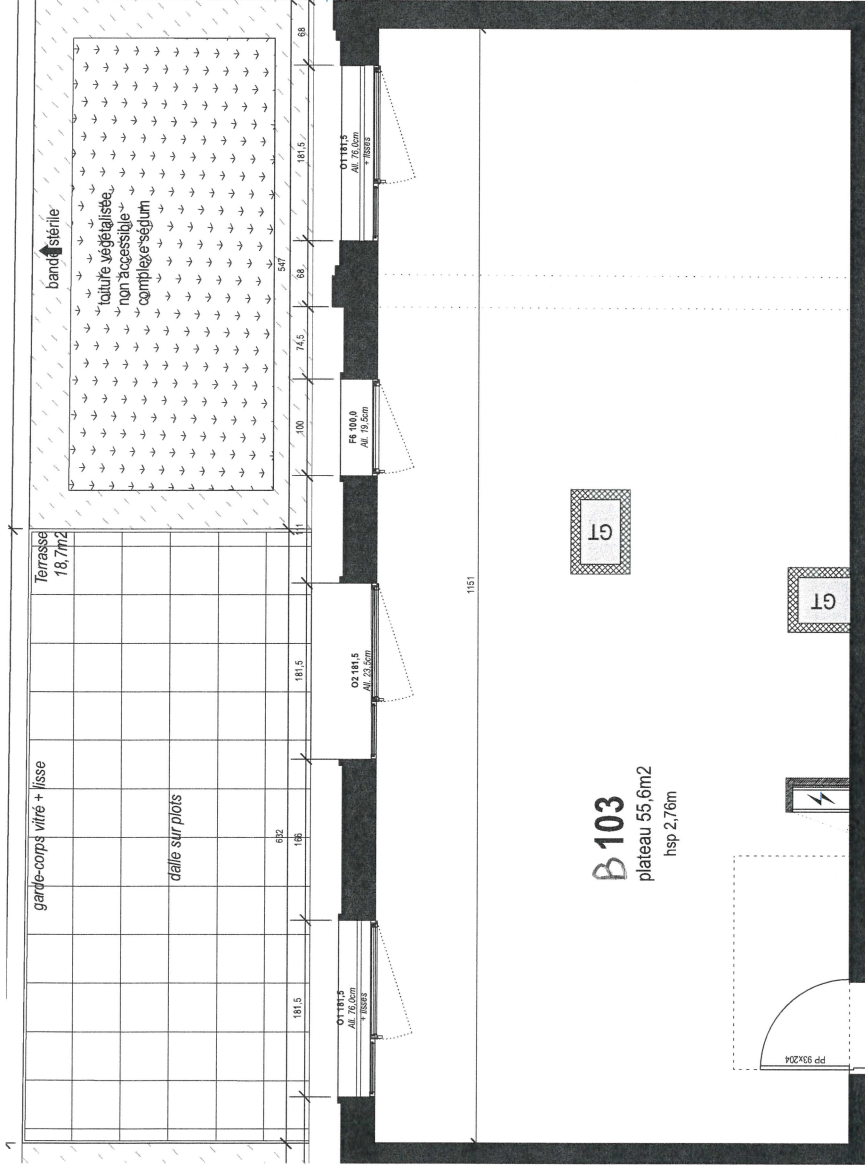 bande stérile
toiture végétalisée
non accessible
complexe sédum
547
68
181,5
68
74,5
100
111
181,5
166
181,5
632
Terrasse
18,7m2
garde-corps vitré + lisse
dalle sur plots
O1 181,5
All. 76,0cm
+ lisses
F6 100,0
All. 19,5cm
O2 181,5
All. 23,5cm
O1 181,5
All. 76,0cm
+ lisses
1151
GT
GT
B 103
plateau 55,6m2
hsp 2,76m
PP 93x204